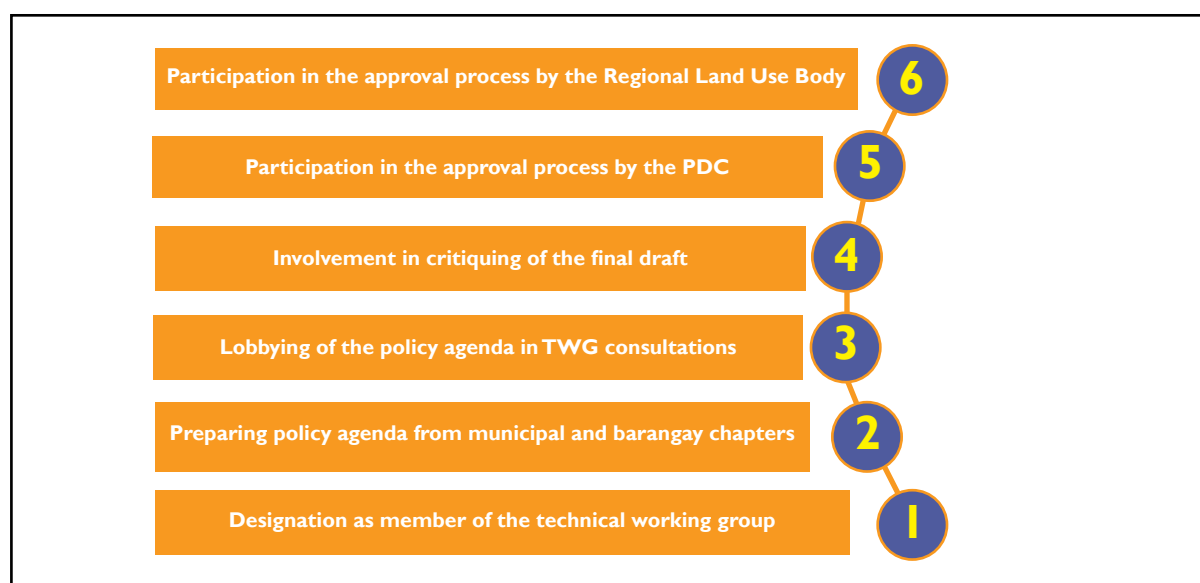 Participation in the approval process by the Regional Land Use Body
6
Participation in the approval process by the PDC
5
Involvement in critiquing of the final draft
4
Lobbying of the policy agenda in TWG consultations
3
Preparing policy agenda from municipal and barangay chapters
2
Designation as member of the technical working group
1